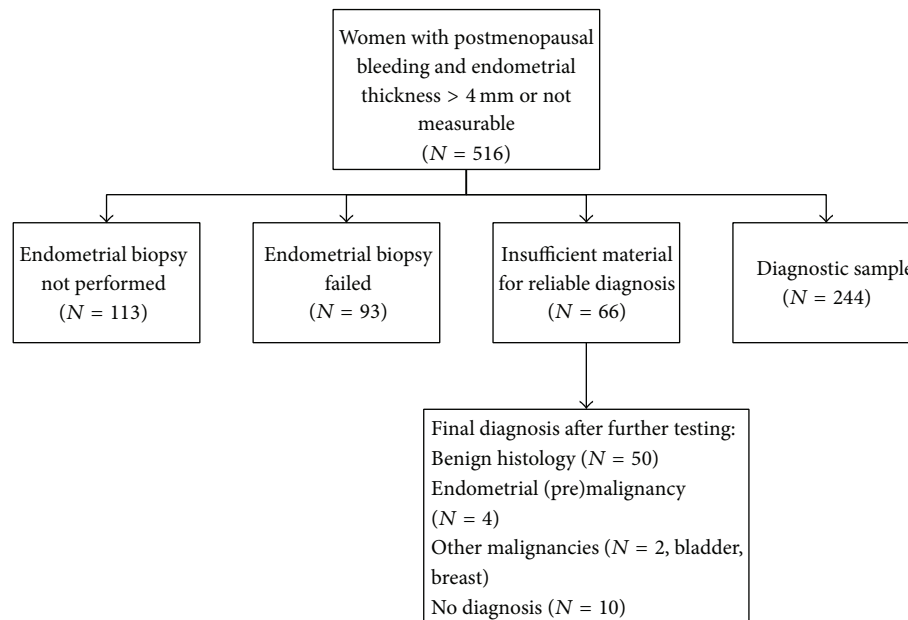 Women with postmenopausal
bleeding and endometrial
thickness > 4 mm or not
measurable
(N = 516)
Endometrial biopsy
not performed
(N = 113)
Endometrial biopsy
failed
(N = 93)
Insufficient material
for reliable diagnosis
(N = 66)
Diagnostic sample
(N = 244)
Final diagnosis after further testing:
Benign histology (N = 50)
Endometrial (pre)malignancy
(N = 4)
Other malignancies (N = 2, bladder,
breast)
No diagnosis (N = 10)